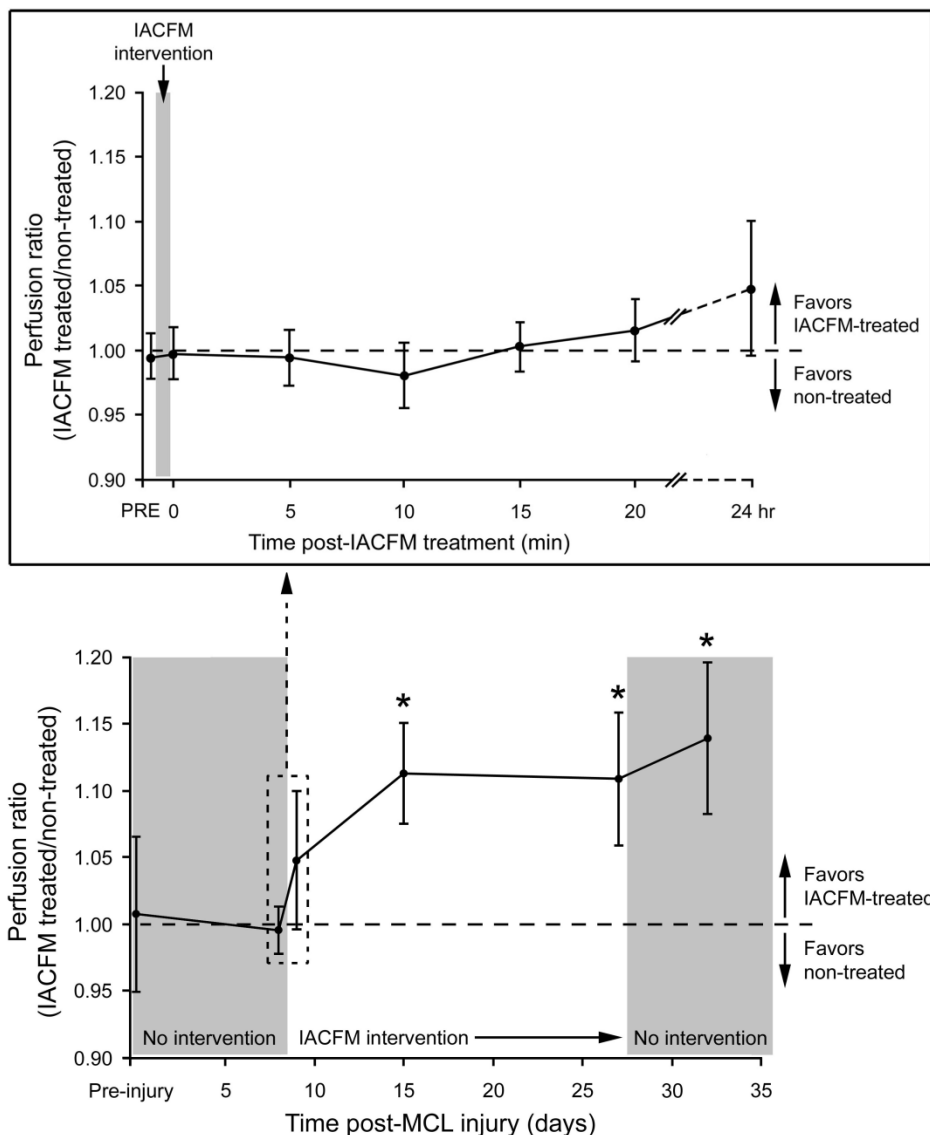 IACFM
intervention
1.20
1.15
1.10
1.05
1.00
0.95
0.90
Perfusion ratio
(IACFM treated/non-treated)
Favors
IACFM-treated
Favors
non-treated
PRE 0 5 10 15 20 24 hr
Time post-IACFM treatment (min)
1.20
1.15
1.10
1.05
1.00
0.95
0.90
Perfusion ratio
(IACFM treated/non-treated)
* * *
Favors
IACFM-treated
Favors
non-treated
No intervention IACFM intervention No intervention
Pre-injury 5 10 15 20 25 30 35
Time post-MCL injury (days)